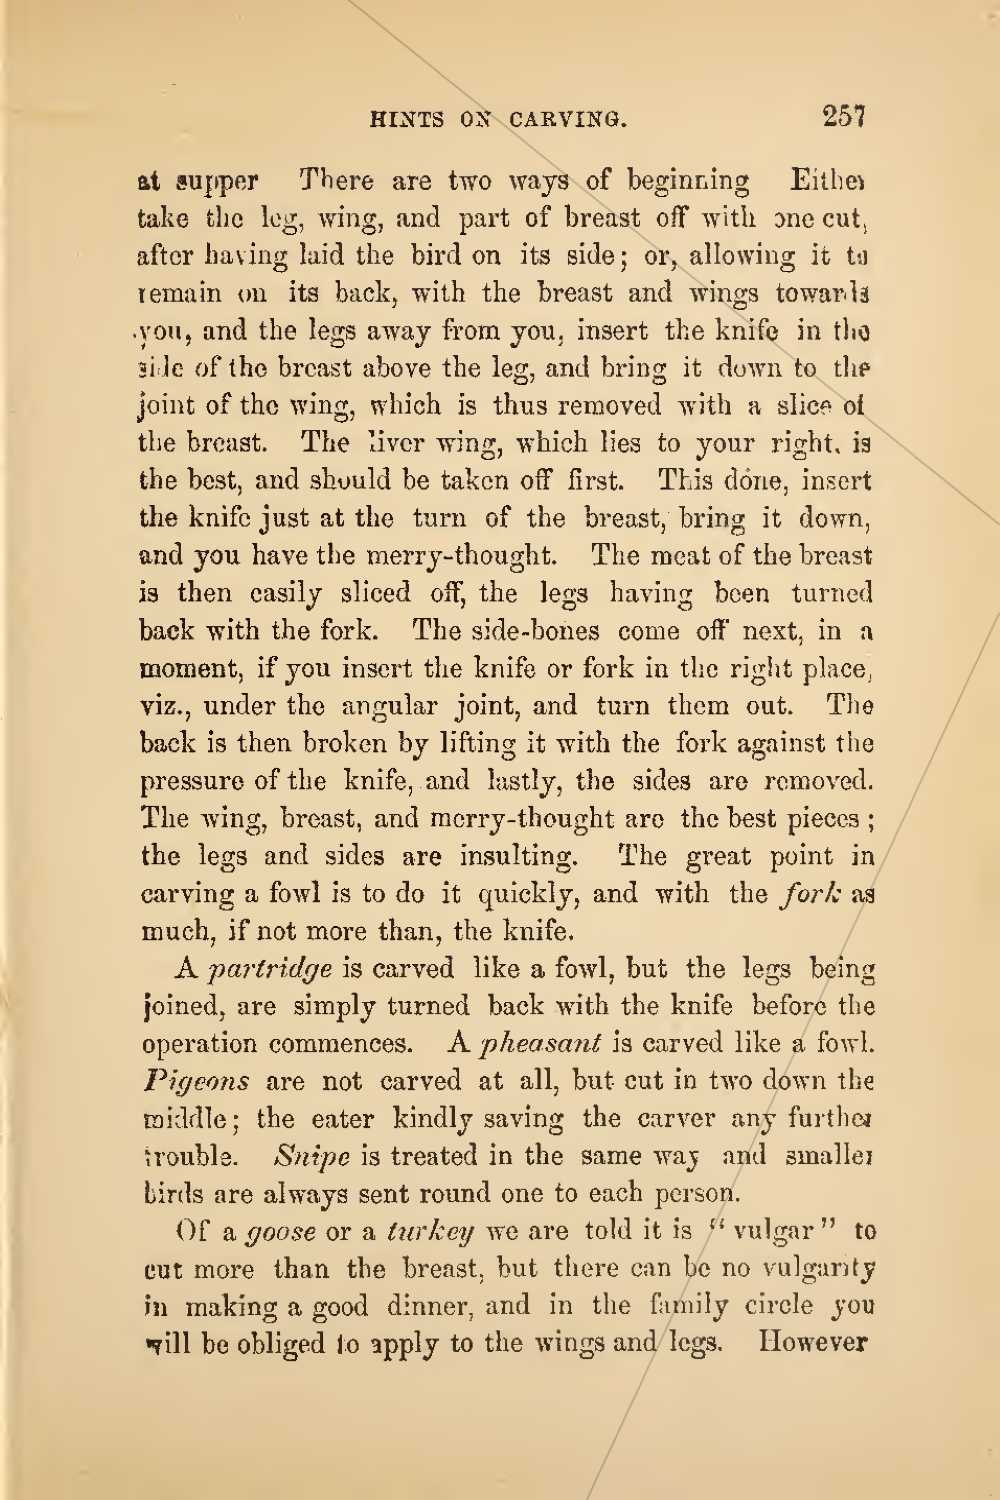 HINTS ON CARVING. 257
at supper There are two ways of beginning Either
take the leg, wing, and part of breast off with one cut,
after having laid the bird on its side; or, allowing it to
remain on its back, with the breast and wings towards
you, and the legs away from you, insert the knife in the
side of the breast above the leg, and bring it down to the
joint of the wing, which is thus removed with a slice of
the breast. The liver wing, which lies to your right, is
the best, and should be taken off first. This done, insert
the knife just at the turn of the breast, bring it down,
and you have the merry-thought. The meat of the breast
is then easily sliced off, the legs having been turned
back with the fork. The side-bones come off next, in a
moment, if you insert the knife or fork in the right place,
viz., under the angular joint, and turn them out. The
back is then broken by lifting it with the fork against the
pressure of the knife, and lastly, the sides are removed.
The wing, breast, and merry-thought are the best pieces;
the legs and sides are insulting. The great point in
carving a fowl is to do it quickly, and with the fork as
much, if not more than, the knife.
A partridge is carved like a fowl, but the legs being
joined, are simply turned back with the knife before the
operation commences. A pheasant is carved like a fowl.
Pigeons are not carved at all, but cut in two down the
middle; the eater kindly saving the carver any further
trouble. Snipe is treated in the same way and smaller
birds are always sent round one to each person.
Of a goose or a turkey we are told it is "vulgar" to
cut more than the breast, but there can be no vulgarity
in making a good dinner, and in the family circle you
will be obliged to apply to the wings and legs. However